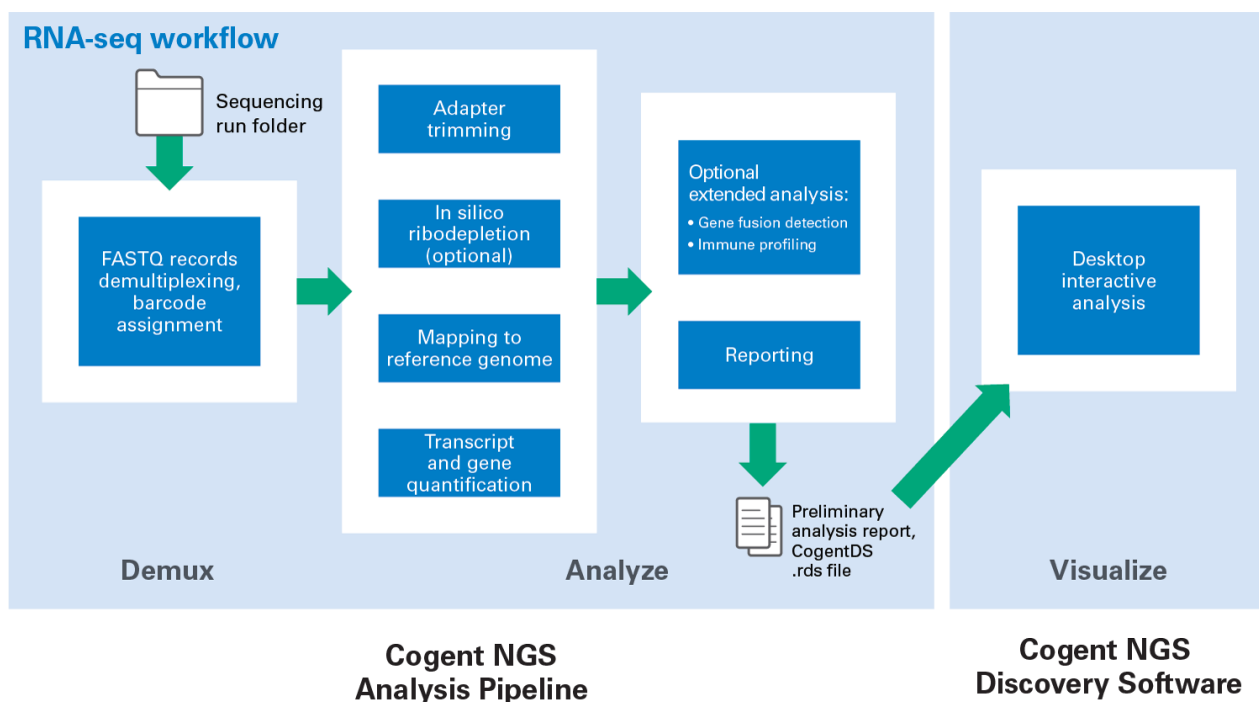 RNA-seq workflow
Sequencing
run folder
FASTQ records
demultiplexing,
barcode
assignment
Demux
Adapter
trimming
In silico
ribodepletion
(optional)
Mapping to
reference genome
Transcript
and gene
quantification
Optional
extended analysis:
• Gene fusion detection
• Immune profiling
Reporting
Preliminary
analysis report,
CogentDS
.rds file
Analyze
Desktop
interactive
analysis
Visualize
Cogent NGS
Analysis Pipeline
Cogent NGS
Discovery Software